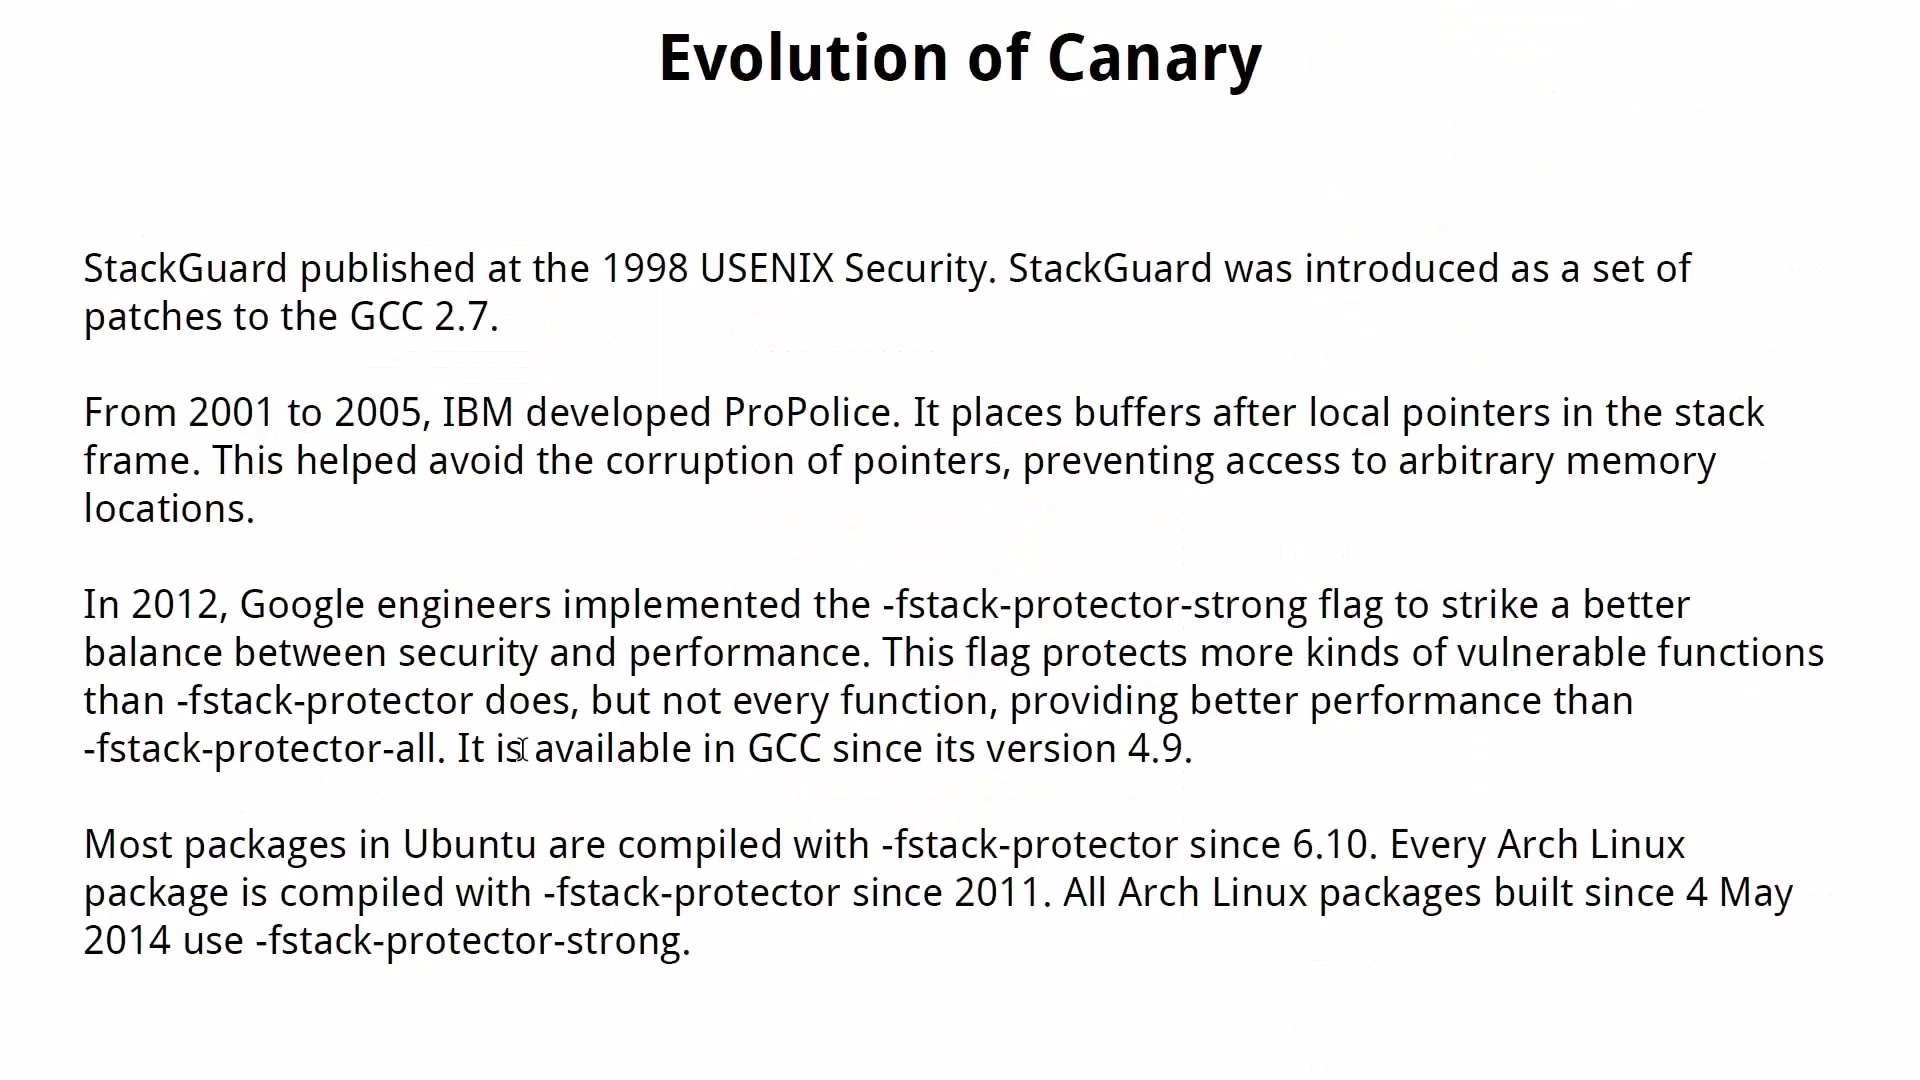 Evolution of Canary
StackGuard published at the 1998 USENIX Security. StackGuard was introduced as a set of
patches to the GCC 2.7.
From 2001 to 2005, IBM developed ProPolice. It places buffers after local pointers in the stack
frame. This helped avoid the corruption of pointers, preventing access to arbitrary memory
locations.
In 2012, Google engineers implemented the -fstack-protector-strong flag to strike a better
balance between security and performance. This flag protects more kinds of vulnerable functions
than -fstack-protector does, but not every function, providing better performance than
-fstack-protector-all. It is available in GCC since its version 4.9.
Most packages in Ubuntu are compiled with -fstack-protector since 6.10. Every Arch Linux
package is compiled with -fstack-protector since 2011. All Arch Linux packages built since 4 May
2014 use -fstack-protector-strong.